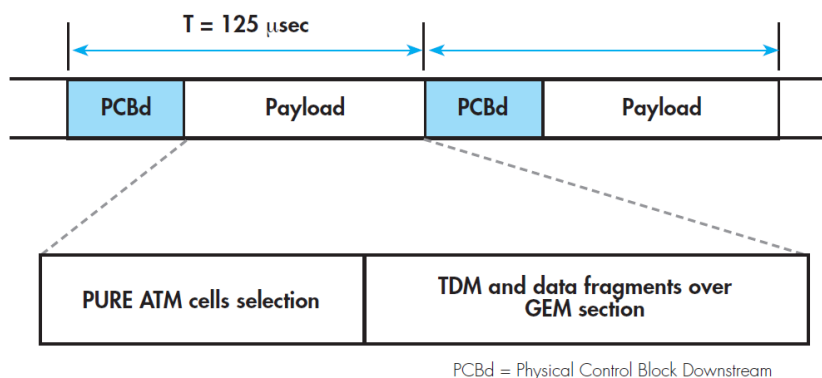 T = 125 μsec
PCBd Payload PCBd Payload
PURE ATM cells selection
TDM and data fragments over
GEM section
PCBd = Physical Control Block Downstream